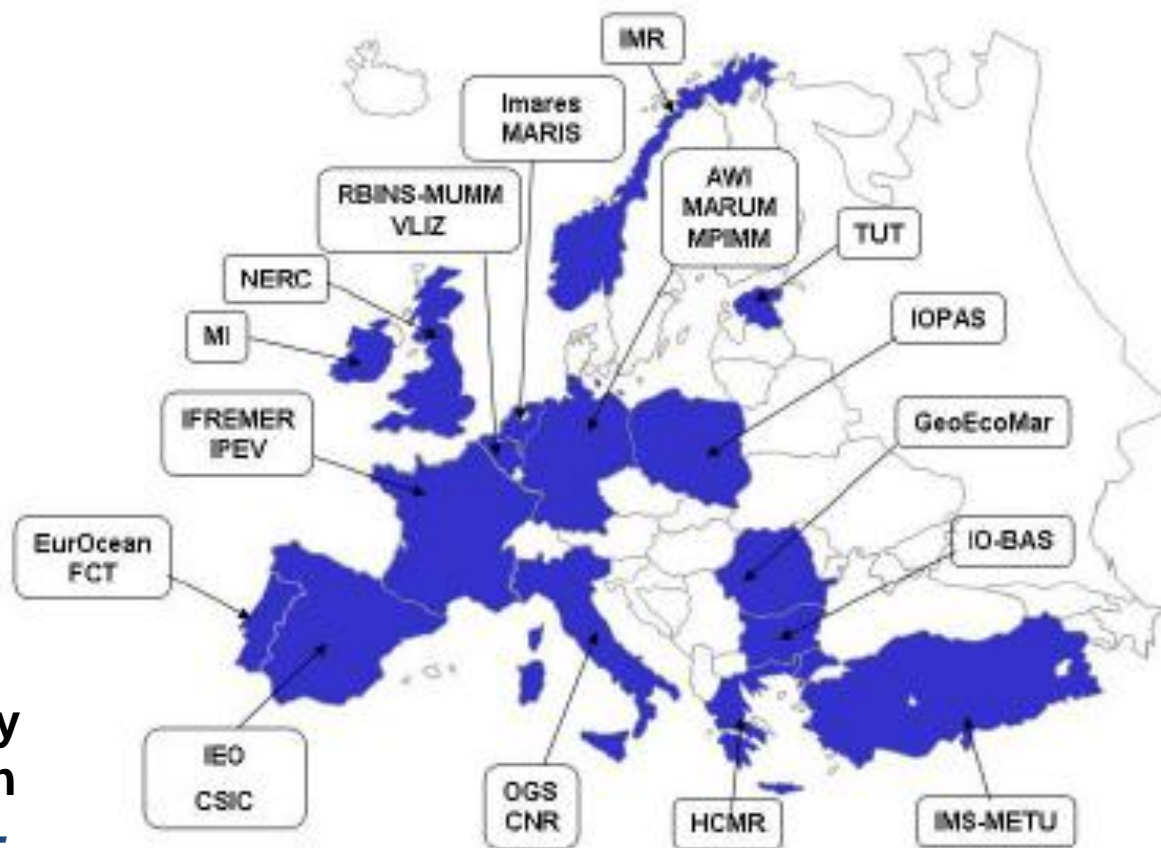 IMR
Imares
MARIS
RBINS-MUMM
VLIZ
AWI
MARUM
MPIMM
TUT
NERC
IOPAS
MI
IFREMER
IPEV
GeoEcoMar
EurOcean
FCT
IO-BAS
IEO
CSIC
OGS
CNR
HCMR
IMS-METU
y
n